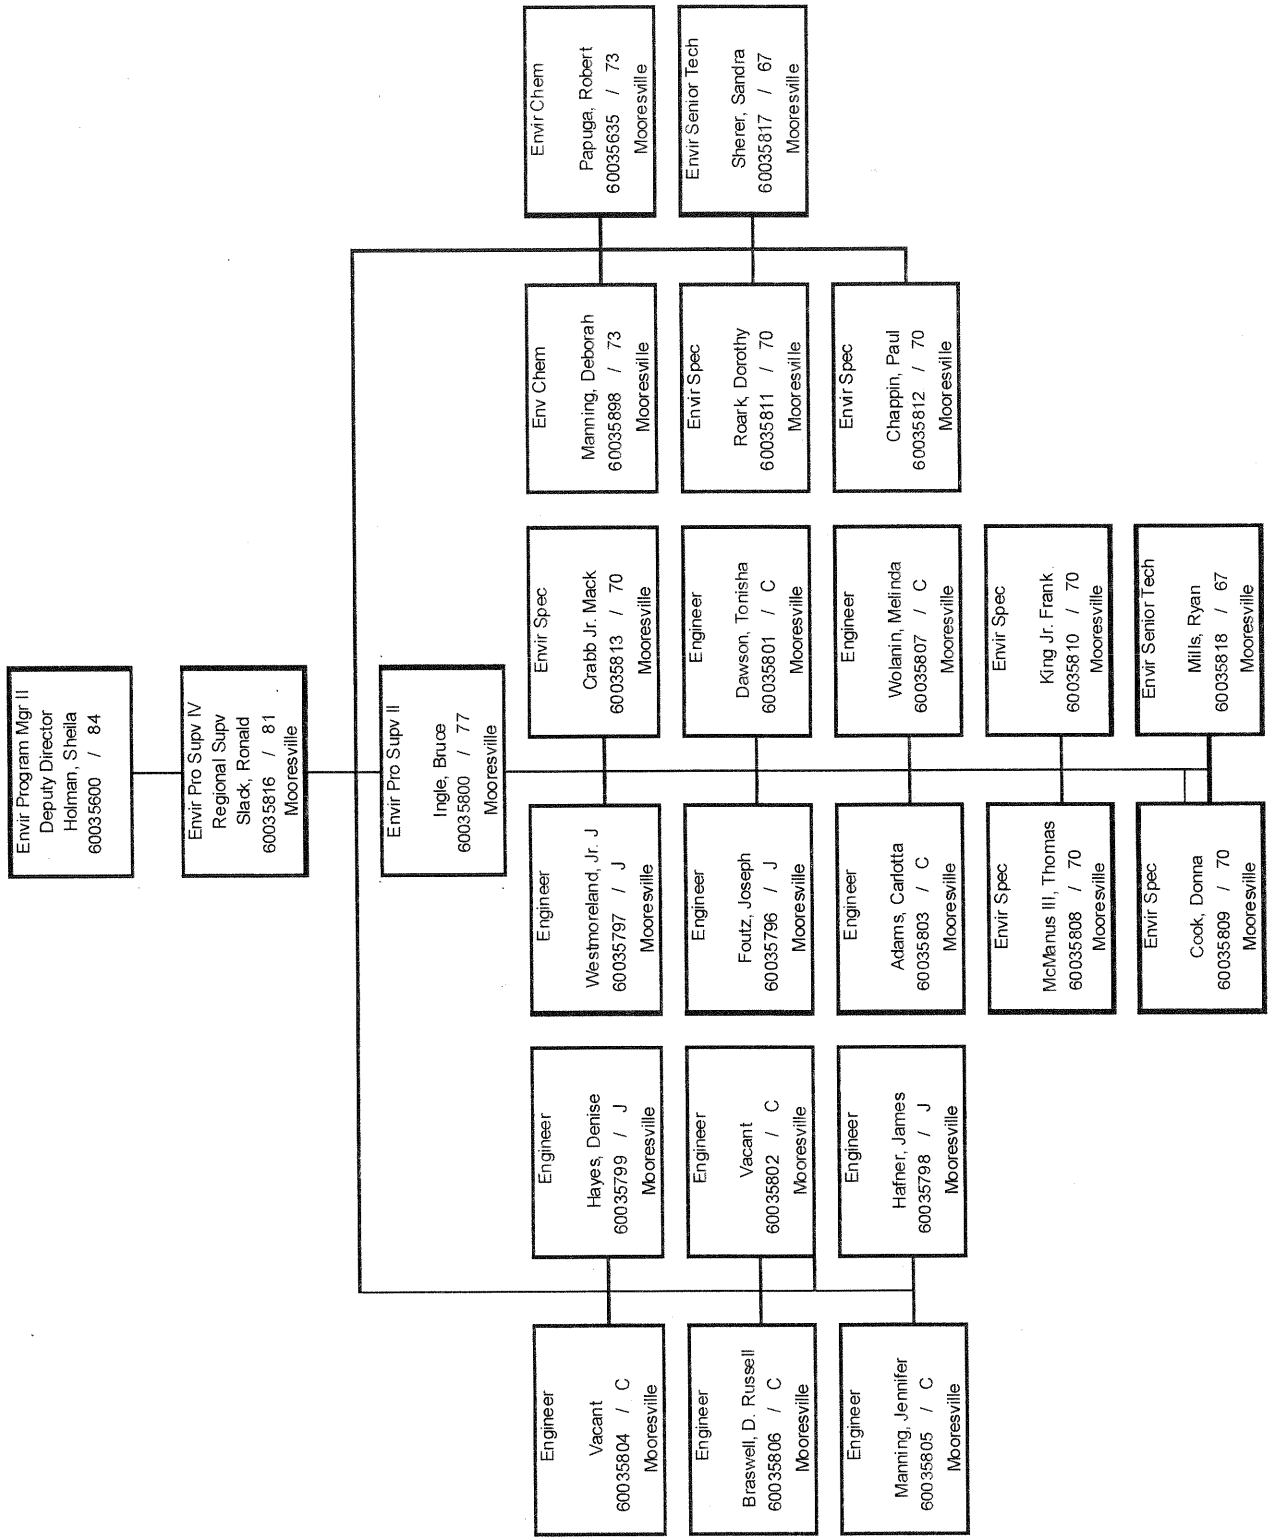 Envir Program Mgr II
Deputy Director
Holman, Sheila
60035600 / 84
Envir Pro Supv IV
Regional Supv
Slack, Ronald
60035816 / 81
Mooresville
Envir Pro Supv II
Ingle, Bruce
60035800 / 77
Mooresville
Engineer
Vacant
60035804 / C
Mooresville
Engineer
Hayes, Denise
60035799 / J
Mooresville
Engineer
Westmoreland, Jr. J
60035797 / J
Mooresville
Envir Spec
Crabb Jr. Mack
60035813 / 70
Mooresville
Env Chem
Manning, Deborah
60035898 / 73
Mooresville
Envir Chem
Papuga, Robert
60035635 / 73
Mooresville
Engineer
Braswell, D. Russell
60035806 / C
Mooresville
Engineer
Vacant
60035802 / C
Mooresville
Engineer
Foutz, Joseph
60035796 / J
Mooresville
Engineer
Dawson, Tonisha
60035801 / C
Mooresville
Envir Spec
Roark, Dorothy
60035811 / 70
Mooresville
Envir Senior Tech
Sherer, Sandra
60035817 / 67
Mooresville
Engineer
Manning, Jennifer
60035805 / C
Mooresville
Engineer
Hafner, James
60035798 / J
Mooresville
Engineer
Adams, Carlotta
60035803 / C
Mooresville
Engineer
Wolanin, Melinda
60035807 / C
Mooresville
Envir Spec
Chappin, Paul
60035812 / 70
Mooresville
Envir Spec
McManus III, Thomas
60035808 / 70
Mooresville
Envir Spec
King Jr. Frank
60035810 / 70
Mooresville
Envir Spec
Cook, Donna
60035809 / 70
Mooresville
Envir Senior Tech
Mills, Ryan
60035818 / 67
Mooresville